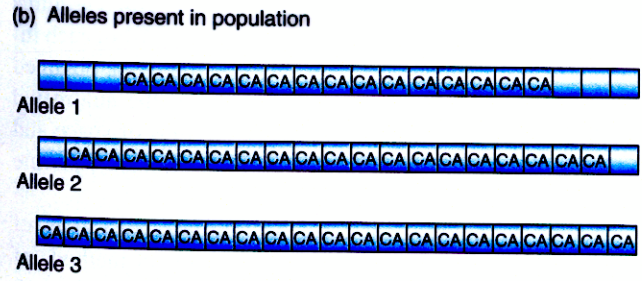 (b) Alleles present in population
CA CA CA CA CA CA CA CA CA CA CA CA CA CA CA
Allele 1
CA CA CA CA CA CA CA CA CA CA CA CA CA CA CA CA CA CA CA
Allele 2
CA CA CA CA CA CA CA CA CA CA CA CA CA CA CA CA CA CA CA CA CA
Allele 3